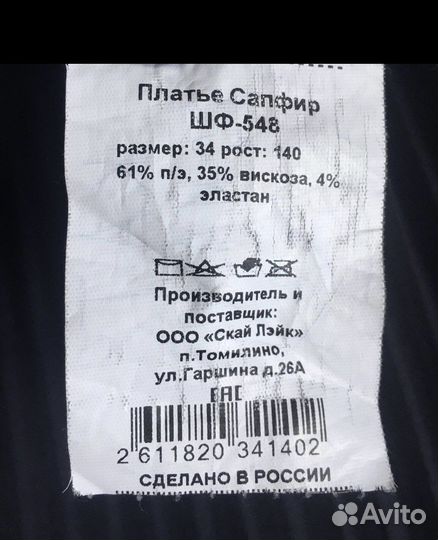 Платье Сапфир
ШФ-548
размер: 34 рост: 140
61% п/э, 35% вискоза, 4%
эластан
Производитель и
поставщик:
ООО «Скай Лэйк»
п.Томилино,
ул.Гаршина д.26А
ЕАС
2 611820 341402
СДЕЛАНО В РОССИИ
Avito